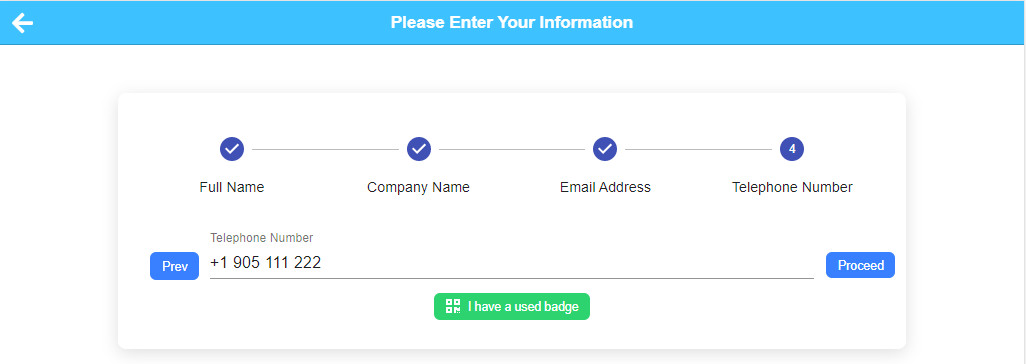 Please Enter Your Information
4
Full Name Company Name Email Address Telephone Number
Telephone Number
Prev +1 905 111 222 Proceed
I have a used badge